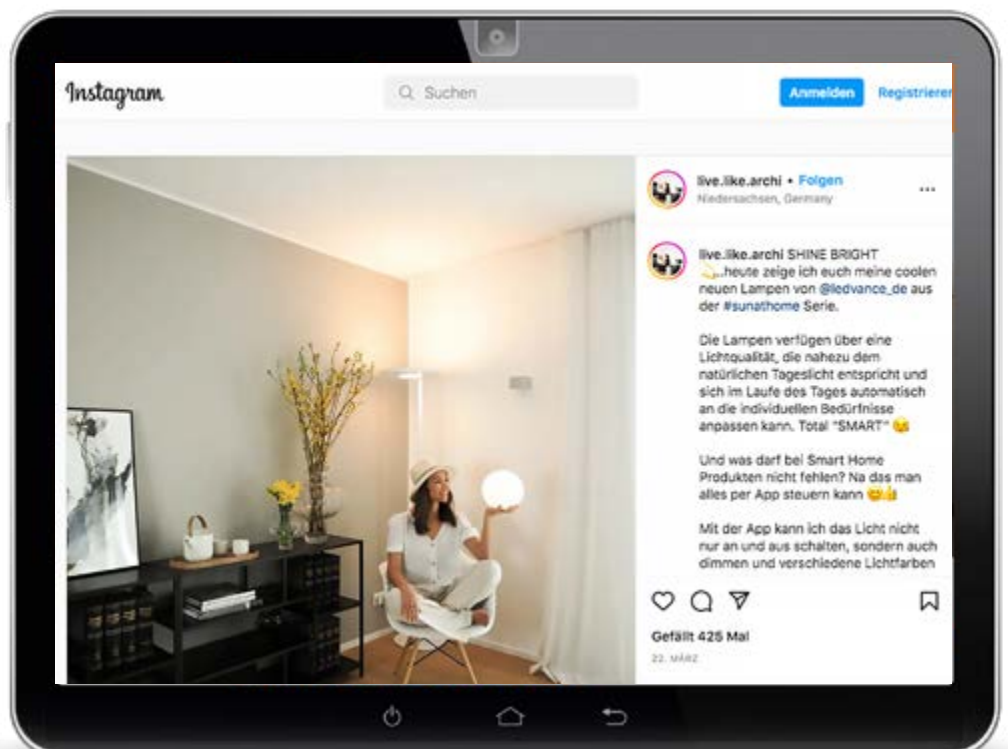 Instagram
Suchen
Anmelden
Registrieren
live.like.archi • Folgen
Niedersachsen, Germany
live.like.archi SHINE BRIGHT
💫...heute zeige ich euch meine coolen
neuen Lampen von @ledvance_de aus
der #sunathome Serie.
Die Lampen verfügen über eine
Lichtqualität, die nahezu dem
natürlichen Tageslicht entspricht und
sich im Laufe des Tages automatisch
an die individuellen Bedürfnisse
anpassen kann. Total "SMART" 😉
Und was darf bei Smart Home
Produkten nicht fehlen? Na das man
alles per App steuern kann 😊👍
Mit der App kann ich das Licht nicht
nur an und aus schalten, sondern auch
dimmen und verschiedene Lichtfarben
Gefällt 425 Mal
22. MÄRZ